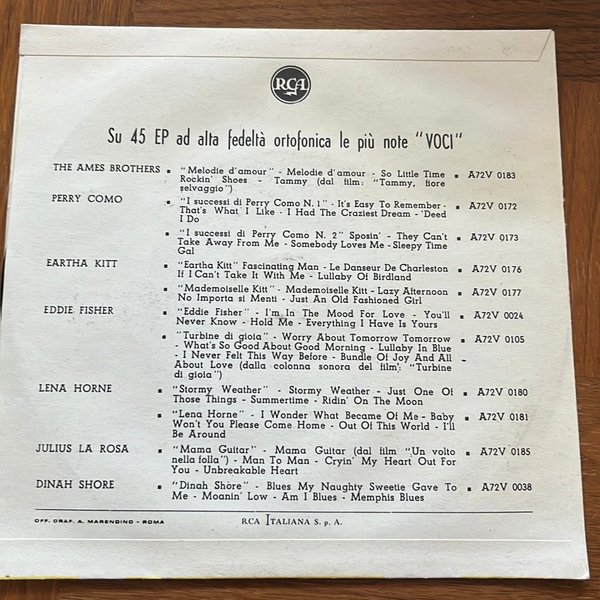 RCA
Su 45 EP ad alta fedeltà ortofonica le più note "VOCI"
THE AMES BROTHERS ▪ "Melodie d'amour" - Melodie d'amour - So Little Time ▪ A72V 0183
Rockin' Shoes - Tammy (dal film: "Tammy, fiore
selvaggio")
PERRY COMO ▪ "I successi di Perry Como N. 1" - It's Easy To Remember - ▪ A72V 0172
That's What I Like - I Had The Craziest Dream - 'Deed
I Do
▪ "I successi di Perry Como N. 2" Sposin' - They Can't ▪ A72V 0173
Take Away From Me - Somebody Loves Me - Sleepy Time
Gal
EARTHA KITT ▪ "Eartha Kitt" Fascinating Man - Le Danseur De Charleston ▪ A72V 0176
If I Can't Take It With Me - Lullaby Of Birdland
▪ "Mademoiselle Kitt" - Mademoiselle Kitt - Lazy Afternoon ▪ A72V 0177
No Importa si Menti - Just An Old Fashioned Girl
EDDIE FISHER ▪ "Eddie Fisher" - I'm In The Mood For Love - You'll ▪ A72V 0024
Never Know - Hold Me - Everything I Have Is Yours
▪ "Turbine di gioia" - Worry About Tomorrow Tomorrow ▪ A72V 0105
- What's So Good About Good Morning - Lullaby In Blue
- I Never Felt This Way Before - Bundle Of Joy And All -
About Love (dalla colonna sonora del film: "Turbine
di gioia")
LENA HORNE ▪ "Stormy Weather" - Stormy Weather - Just One Of ▪ A72V 0180
Those Things - Summertime - Ridin' On The Moon
▪ "Lena Horne" - I Wonder What Became Of Me - Baby ▪ A72V 0181
Won't You Please Come Home - Out Of This World - I'll
Be Around
JULIUS LA ROSA ▪ "Mama Guitar" - Mama Guitar (dal film "Un volto ▪ A72V 0185
nella folla") - Man To Man - Cryin' My Heart Out For
You - Unbreakable Heart
DINAH SHORE ▪ "Dinah Shore" - Blues My Naughty Sweetie Gave To ▪ A72V 0038
Me - Moanin' Low - Am I Blues - Memphis Blues
OFF. GRAF. A. MARENDINO - ROMA
RCA ITALIANA S. p. A.